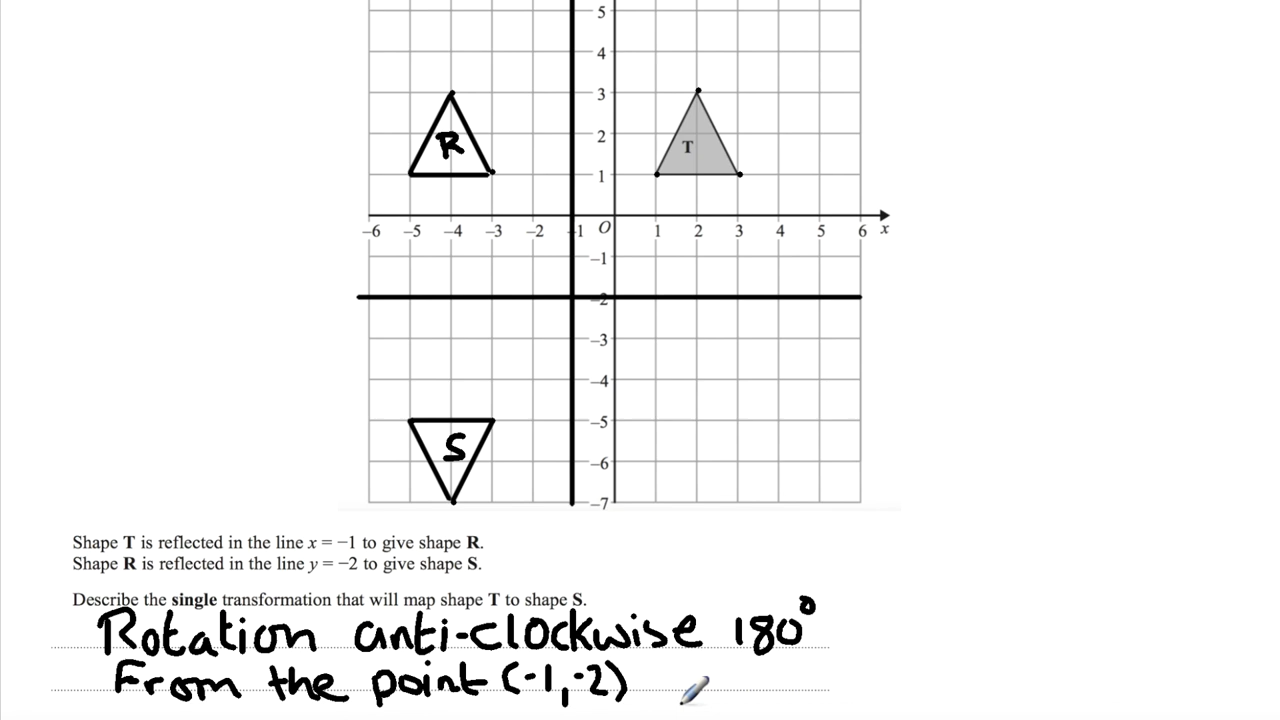 5
4
3
2
1
R
T
–6 –5 –4 –3 –2 –1 O 1 2 3 4 5 6 x
–1
–2
–3
–4
–5
–6
–7
S
Shape T is reflected in the line x = −1 to give shape R.
Shape R is reflected in the line y = −2 to give shape S.
Describe the single transformation that will map shape T to shape S.
Rotation anti-clockwise 180°
From the point (-1,-2)